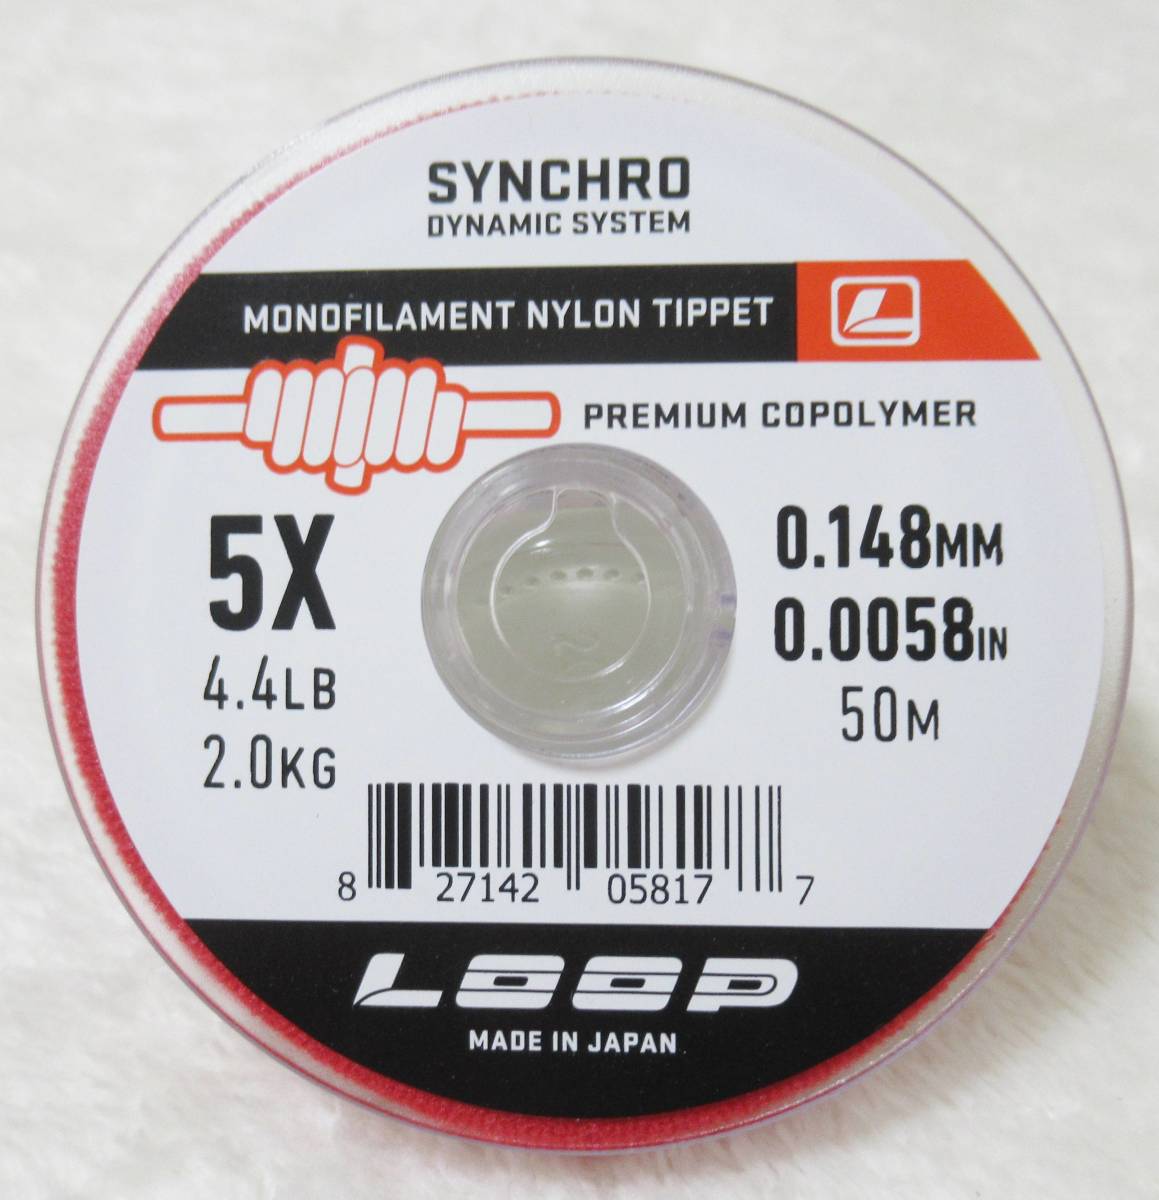 SYNCHRO
DYNAMIC SYSTEM
MONOFILAMENT NYLON TIPPET
PREMIUM COPOLYMER
5X
4.4LB
2.0KG
0.148MM
0.0058IN
50M
8 27142 05817 7
LOOP
MADE IN JAPAN